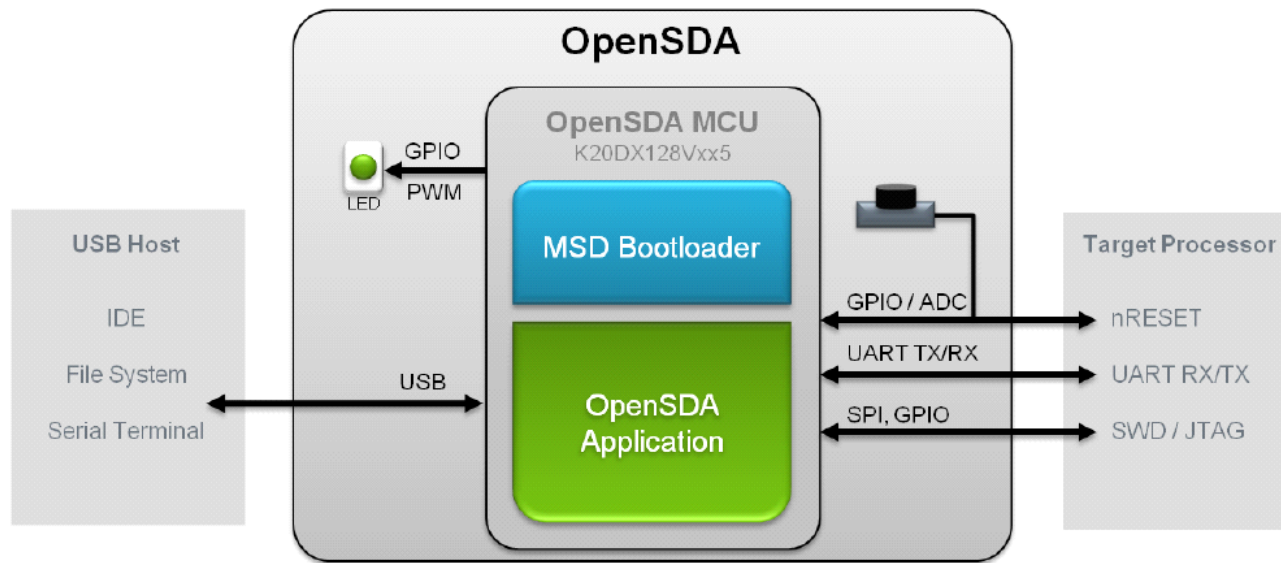 OpenSDA
OpenSDA MCU
K20DX128Vxx5
GPIO
PWM
LED
MSD Bootloader
OpenSDA
Application
USB Host
IDE
File System
Serial Terminal
USB
GPIO / ADC
UART TX/RX
SPI, GPIO
Target Processor
nRESET
UART RX/TX
SWD / JTAG